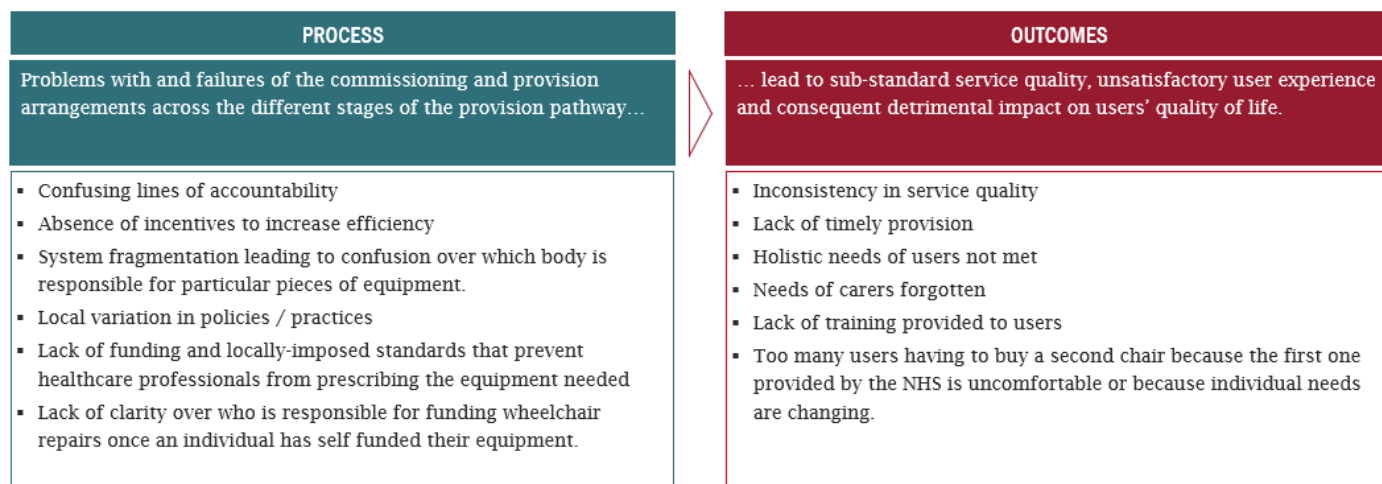 PROCESS
Problems with and failures of the commissioning and provision
arrangements across the different stages of the provision pathway...
▪ Confusing lines of accountability
▪ Absence of incentives to increase efficiency
▪ System fragmentation leading to confusion over which body is
responsible for particular pieces of equipment.
▪ Local variation in policies / practices
▪ Lack of funding and locally-imposed standards that prevent
healthcare professionals from prescribing the equipment needed
▪ Lack of clarity over who is responsible for funding wheelchair
repairs once an individual has self funded their equipment.
OUTCOMES
... lead to sub-standard service quality, unsatisfactory user experience
and consequent detrimental impact on users’ quality of life.
▪ Inconsistency in service quality
▪ Lack of timely provision
▪ Holistic needs of users not met
▪ Needs of carers forgotten
▪ Lack of training provided to users
▪ Too many users having to buy a second chair because the first one
provided by the NHS is uncomfortable or because individual needs
are changing.